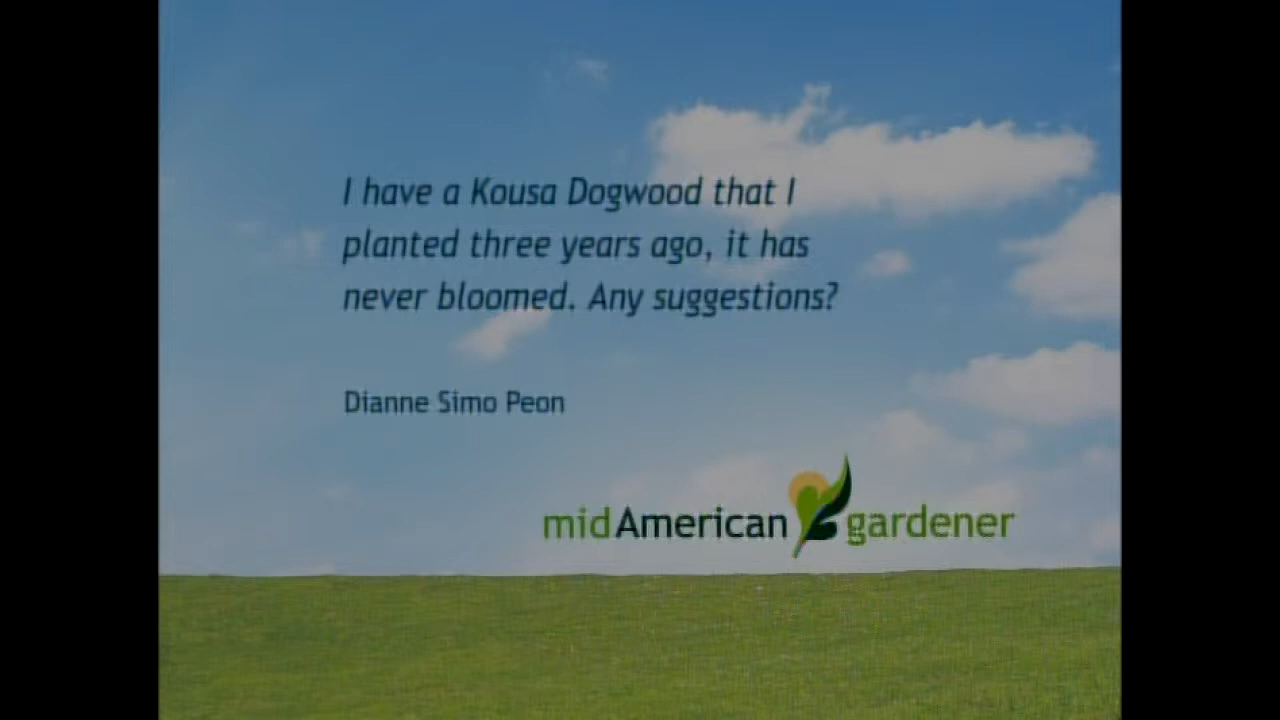 I have a Kousa Dogwood that I
planted three years ago, it has
never bloomed. Any suggestions?
Dianne Simo Peon
midAmerican gardener